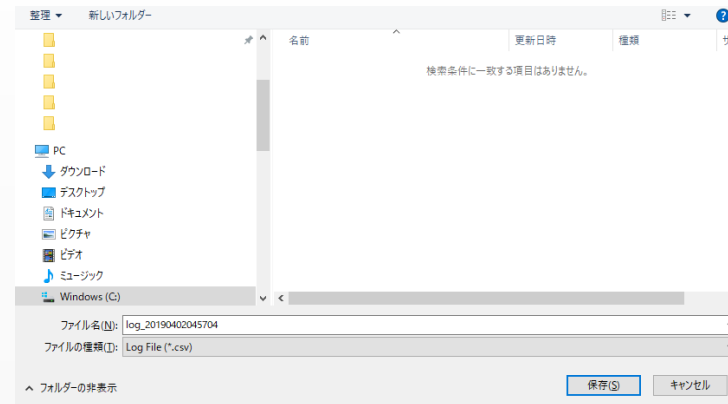 整理 新しいフォルダー
名前 更新日時 種類
検索条件に一致する項目はありません。
PC
ダウンロード
デスクトップ
ドキュメント
ピクチャ
ビデオ
ミュージック
Windows (C:)
ファイル名(N): log_20190402045704
ファイルの種類(T): Log File (*.csv)
フォルダーの非表示 保存(S) キャンセル